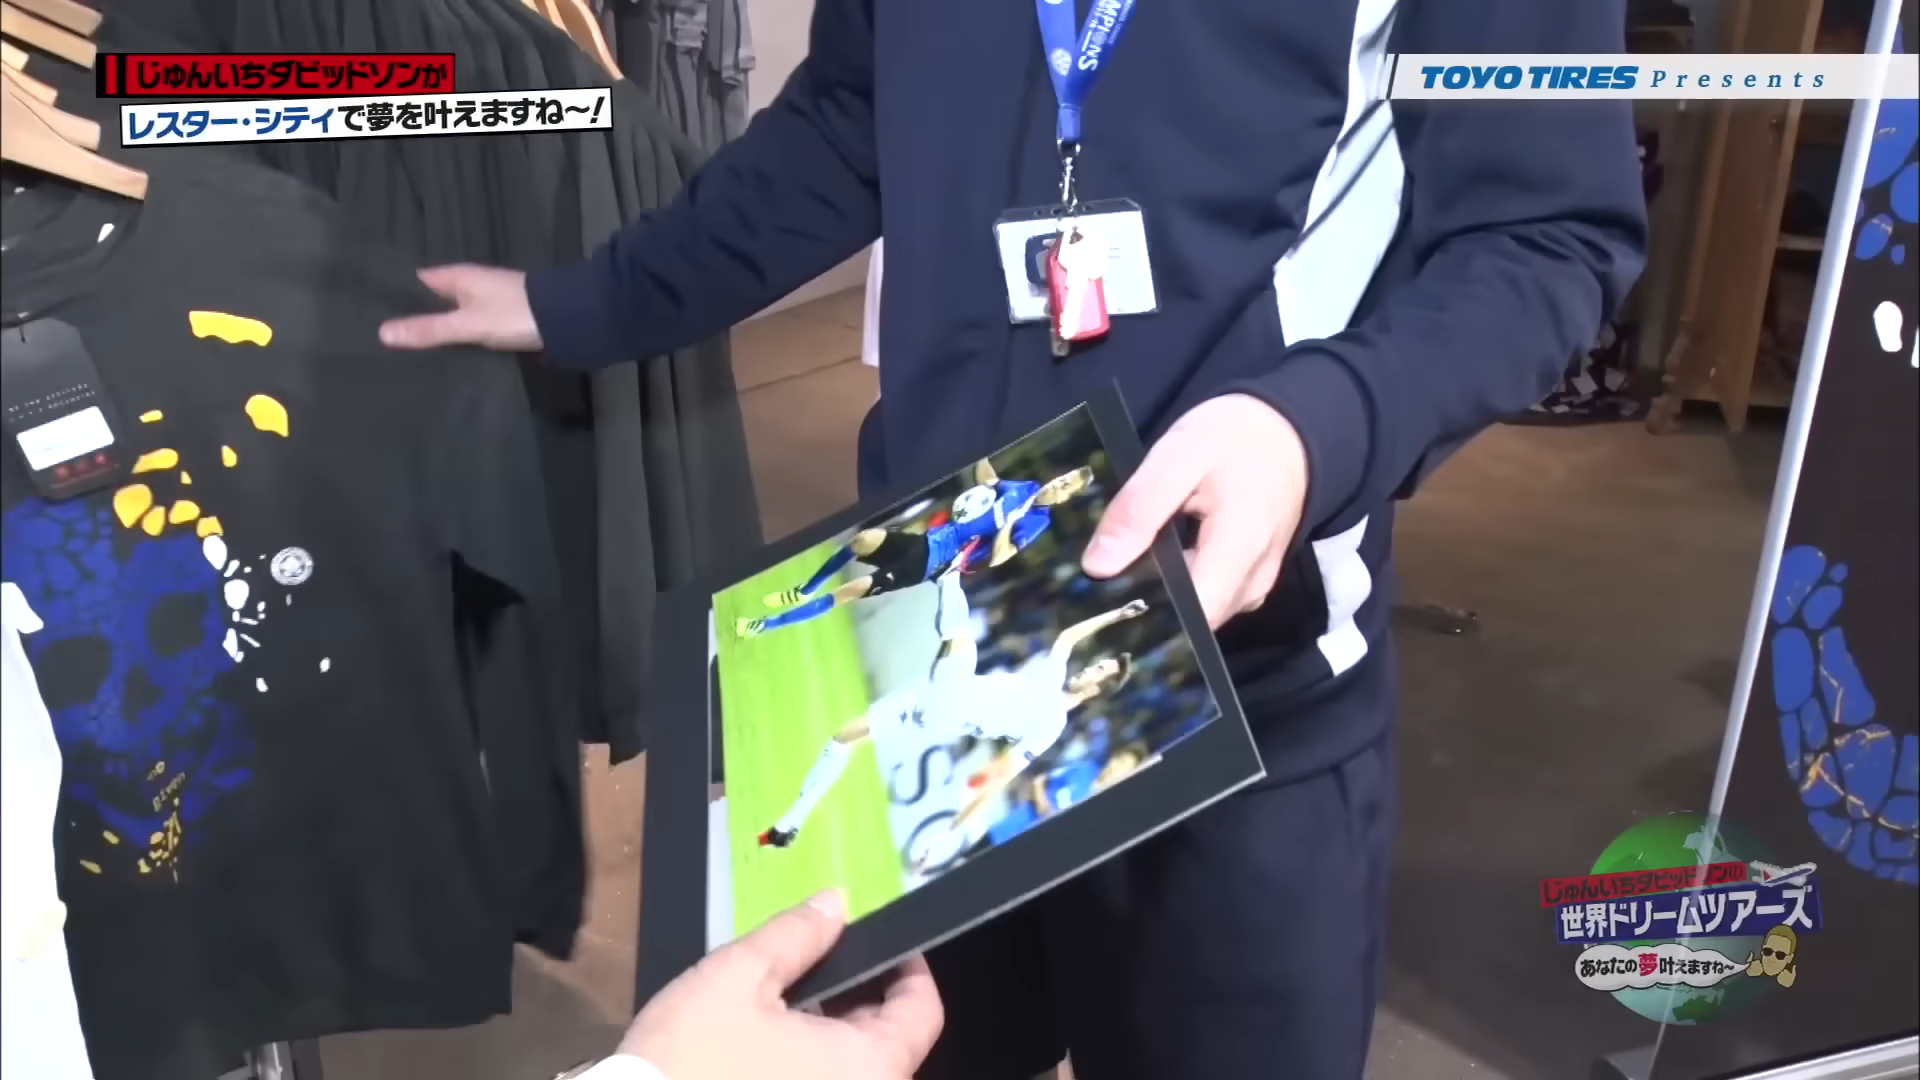 じゅんいちダビッドソンが
レスター・シティで夢を叶えますね～!
TOYO TIRES Presents
MPIONS
じゅんいちダビッドソンの
世界ドリームツアーズ
あなたの夢叶えますね～
OS